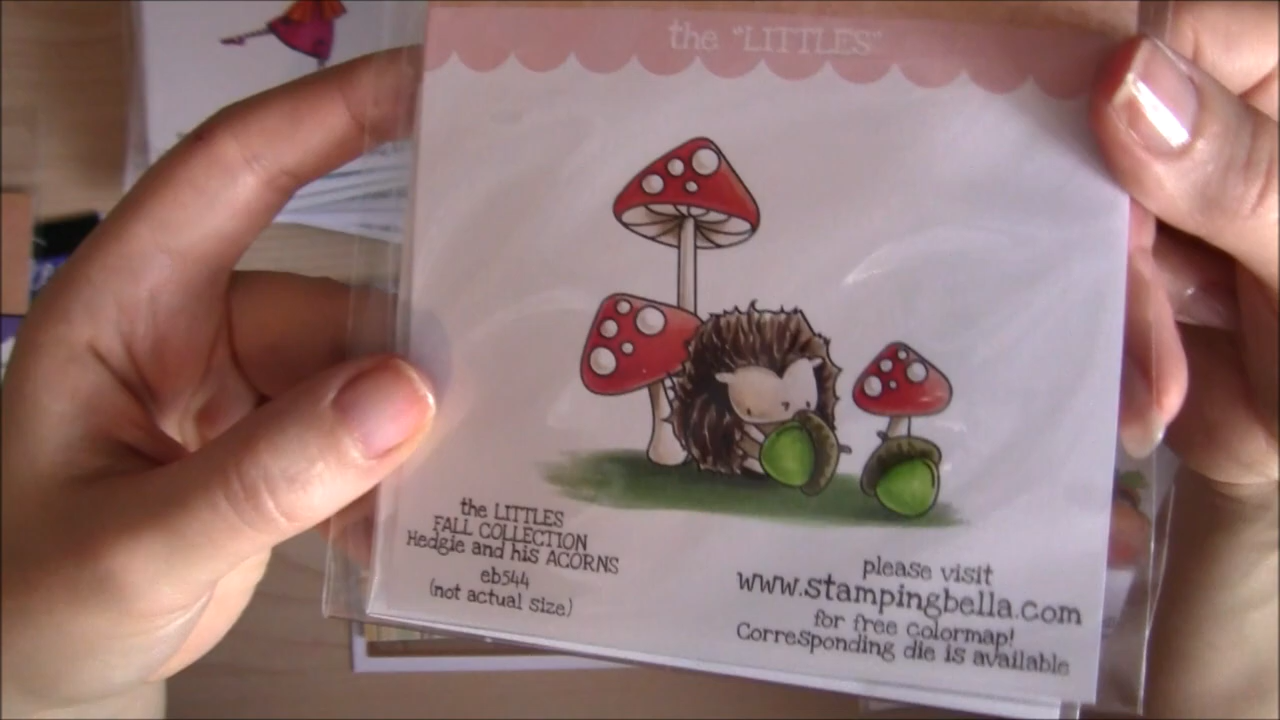 the "LITTLES"
the LITTLES
FALL COLLECTION
Hedgie and his ACORNS
eb544
(not actual size)
please visit
www.stampingbella.com
for free colormap!
Corresponding die is available